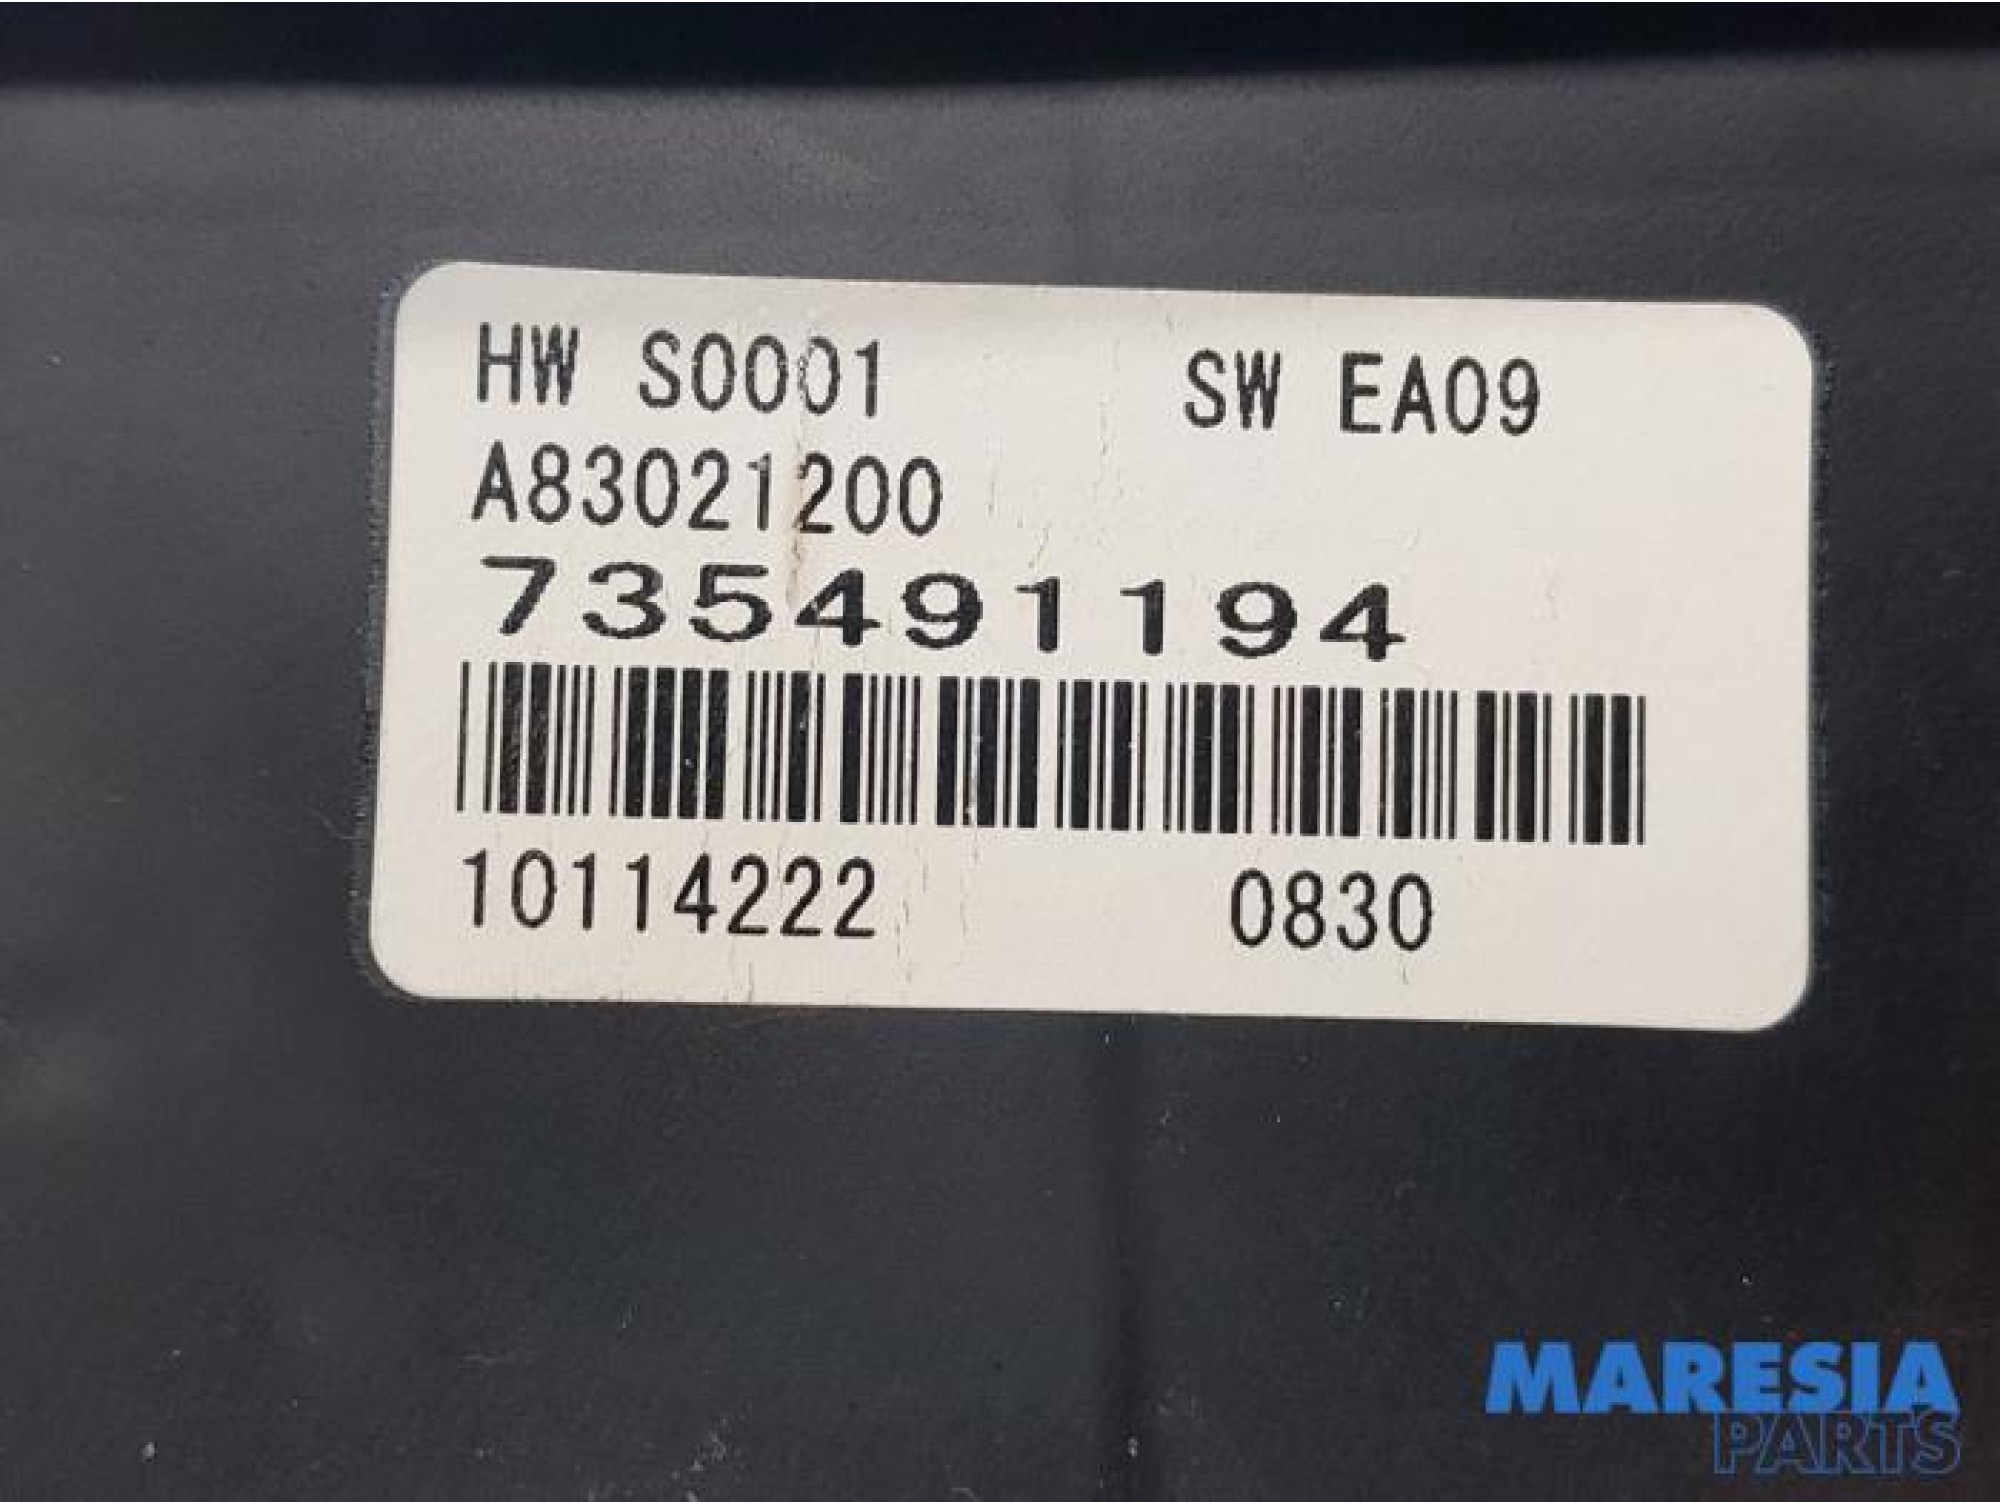 HW S0001 SW EA09
A83021200
735491194
10114222 0830
MARESIA
PARTS